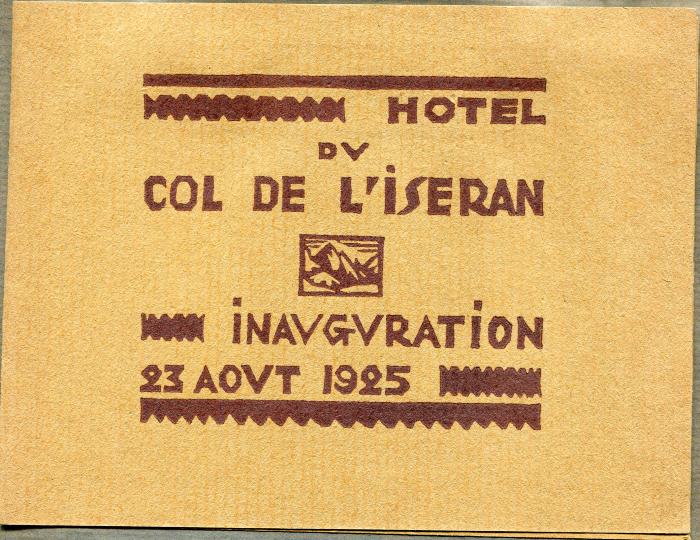 HOTEL
DV
COL DE L'iSERAN
iNAVGVRATiON
23 AOVT 1925